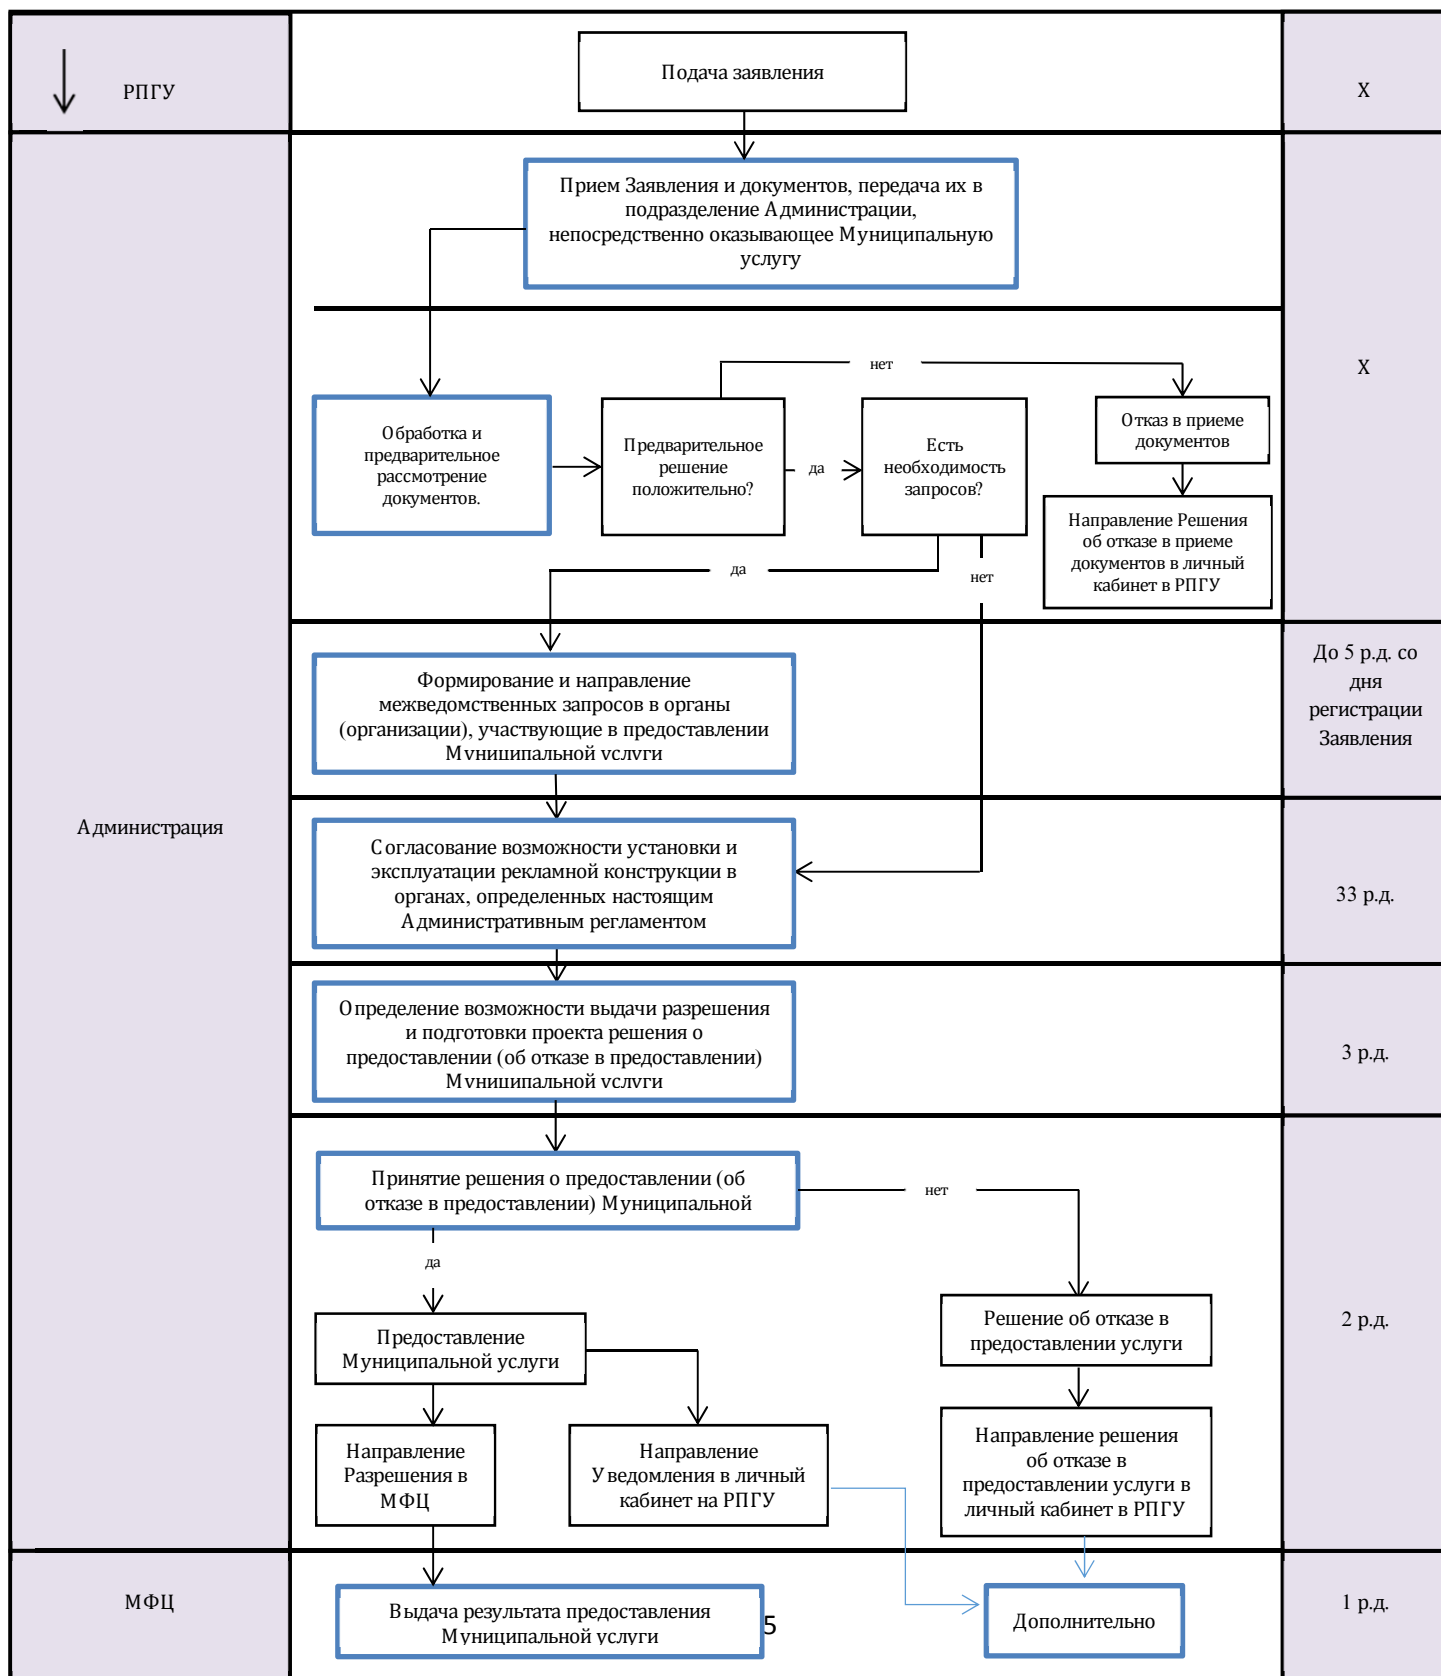 РПГУ
Подача заявления
X
Прием Заявления и документов, передача их в
подразделение Администрации,
непосредственно оказывающее Муниципальную
услугу
X
нет
Обработка и
предварительное
рассмотрение
документов.
Предварительное
решение
положительно?
да
Есть
необходимость
запросов?
Отказ в приеме
документов
Направление Решения
об отказе в приеме
документов в личный
кабинет в РПГУ
да
нет
Администрация
Формирование и направление
межведомственных запросов в органы
(организации), участвующие в предоставлении
Муниципальной услуги
До 5 р.д. со
дня
регистрации
Заявления
Согласование возможности установки и
эксплуатации рекламной конструкции в
органах, определенных настоящим
Административным регламентом
33 р.д.
Определение возможности выдачи разрешения
и подготовки проекта решения о
предоставлении (об отказе в предоставлении)
Муниципальной услуги
3 р.д.
Принятие решения о предоставлении (об
отказе в предоставлении) Муниципальной
нет
да
Предоставление
Муниципальной услуги
Решение об отказе в
предоставлении услуги
2 р.д.
Направление
Разрешения в
МФЦ
Направление
Уведомления в личный
кабинет на РПГУ
Направление решения
об отказе в
предоставлении услуги в
личный кабинет в РПГУ
МФЦ
Выдача результата предоставления
Муниципальной услуги
5
Дополнительно
1 р.д.